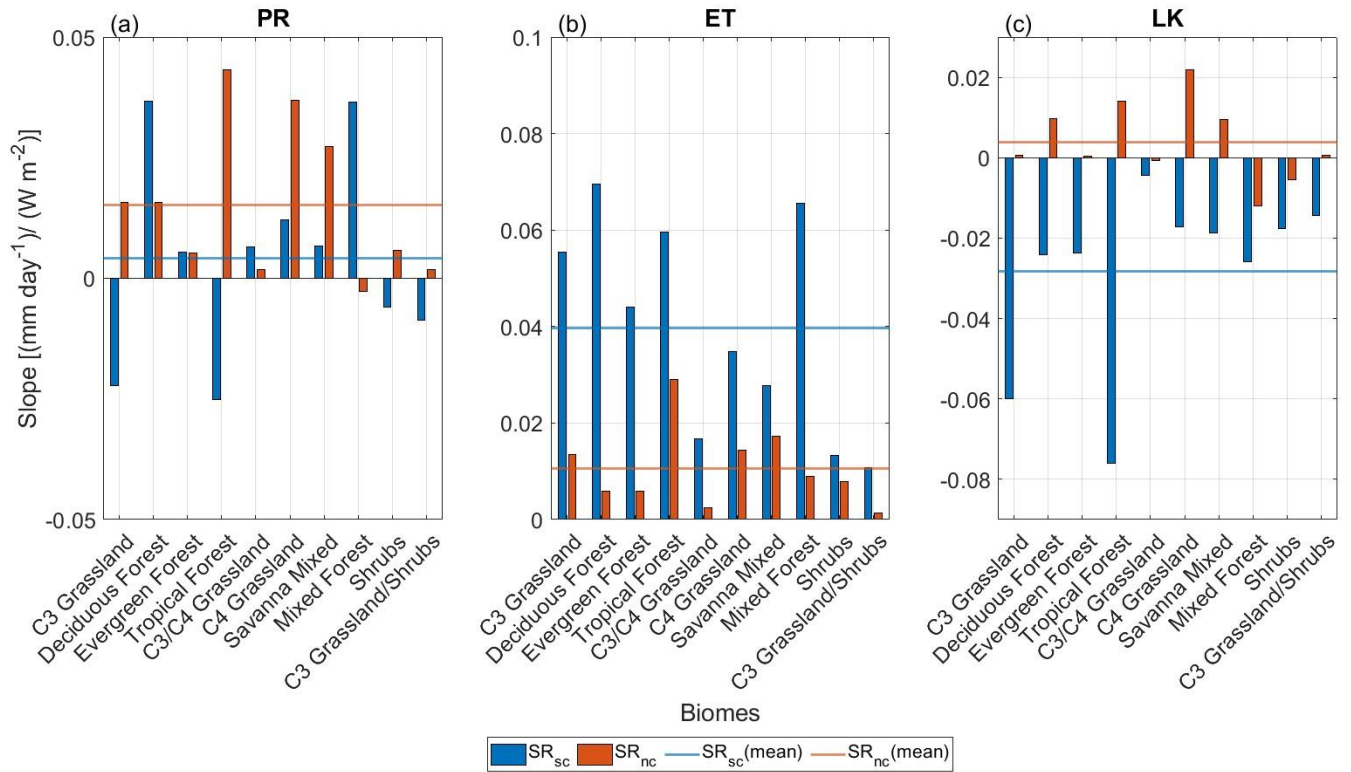 (a) PR
(b) ET
(c) LK
Slope [(mm day⁻¹)/ (W m⁻²)]
0.05
0
-0.05
C3 Grassland
Deciduous Forest
Evergreen Forest
Tropical Forest
C3/C4 Grassland
C4 Grassland
Savanna Mixed
Mixed Forest
Shrubs
C3 Grassland/Shrubs
0.1
0.08
0.06
0.04
0.02
0
C3 Grassland
Deciduous Forest
Evergreen Forest
Tropical Forest
C3/C4 Grassland
C4 Grassland
Savanna Mixed
Mixed Forest
Shrubs
C3 Grassland/Shrubs
0.02
0
-0.02
-0.04
-0.06
-0.08
C3 Grassland
Deciduous Forest
Evergreen Forest
Tropical Forest
C3/C4 Grassland
C4 Grassland
Savanna Mixed
Mixed Forest
Shrubs
C3 Grassland/Shrubs
Biomes
SRsc SRnc SRsc(mean) SRnc(mean)